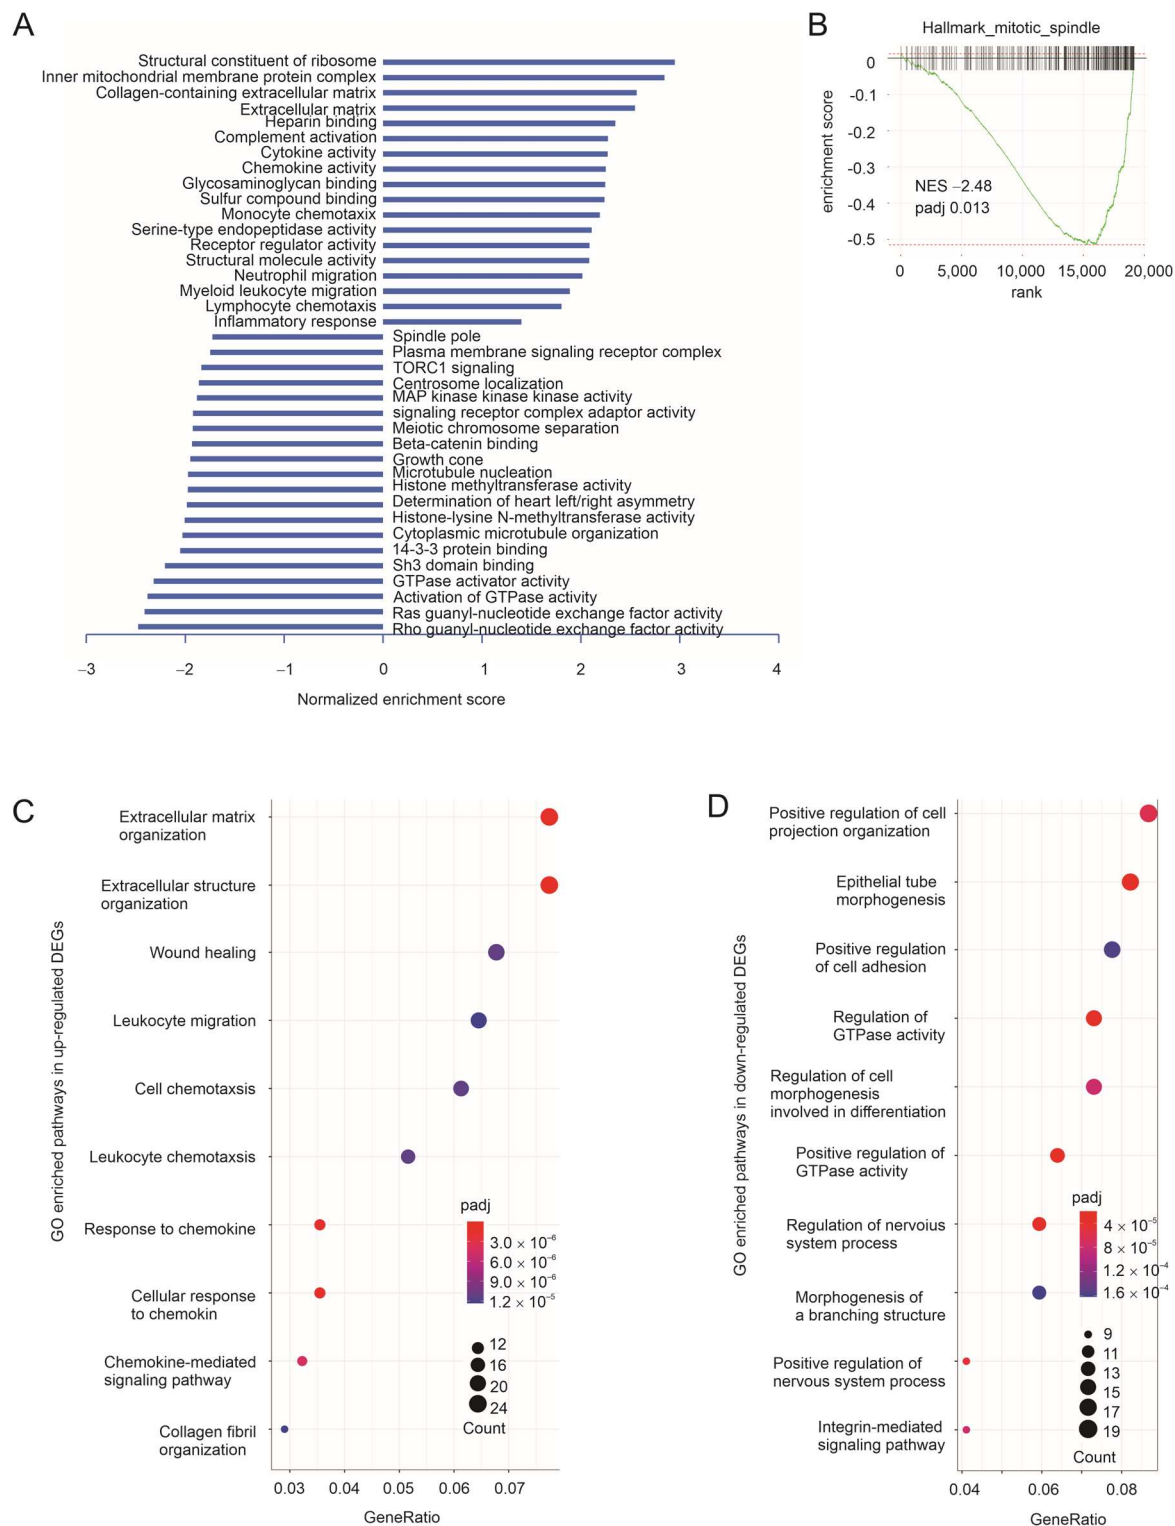 A
Structural constituent of ribosome
Inner mitochondrial membrane protein complex
Collagen-containing extracellular matrix
Extracellular matrix
Heparin binding
Complement activation
Cytokine activity
Chemokine activity
Glycosaminoglycan binding
Sulfur compound binding
Monocyte chemotaxix
Serine-type endopeptidase activity
Receptor regulator activity
Structural molecule activity
Neutrophil migration
Myeloid leukocyte migration
Lymphocyte chemotaxis
Inflammatory response
Spindle pole
Plasma membrane signaling receptor complex
TORC1 signaling
Centrosome localization
MAP kinase kinase kinase activity
signaling receptor complex adaptor activity
Meiotic chromosome separation
Beta-catenin binding
Growth cone
Microtubule nucleation
Histone methyltransferase activity
Determination of heart left/right asymmetry
Histone-lysine N-methyltransferase activity
Cytoplasmic microtubule organization
14-3-3 protein binding
Sh3 domain binding
GTPase activator activity
Activation of GTPase activity
Ras guanyl-nucleotide exchange factor activity
Rho guanyl-nucleotide exchange factor activity
–3 –2 –1 0 1 2 3 4
Normalized enrichment score
B
Hallmark_mitotic_spindle
enrichment score
0
-0.1
-0.2
-0.3
-0.4
-0.5
NES –2.48
padj 0.013
0 5,000 10,000 15,000 20,000
rank
C
GO enriched pathways in up-regulated DEGs
Extracellular matrix
organization
Extracellular structure
organization
Wound healing
Leukocyte migration
Cell chemotaxsis
Leukocyte chemotaxsis
Response to chemokine
Cellular response
to chemokin
Chemokine-mediated
signaling pathway
Collagen fibril
organization
padj
3.0 × 10⁻⁶
6.0 × 10⁻⁶
9.0 × 10⁻⁶
1.2 × 10⁻⁵
12
16
20
24
Count
0.03 0.04 0.05 0.06 0.07
GeneRatio
D
GO enriched pathways in down-regulated DEGs
Positive regulation of cell
projection organization
Epithelial tube
morphogenesis
Positive regulation
of cell adhesion
Regulation of
GTPase activity
Regulation of cell
morphogenesis
involved in differentiation
Positive regulation of
GTPase activity
Regulation of nervoius
system process
Morphogenesis of
a branching structure
Positive regulation of
nervous system process
Integrin-mediated
signaling pathway
padj
4 × 10⁻⁵
8 × 10⁻⁵
1.2 × 10⁻⁴
1.6 × 10⁻⁴
9
11
13
15
17
19
Count
0.04 0.06 0.08
GeneRatio